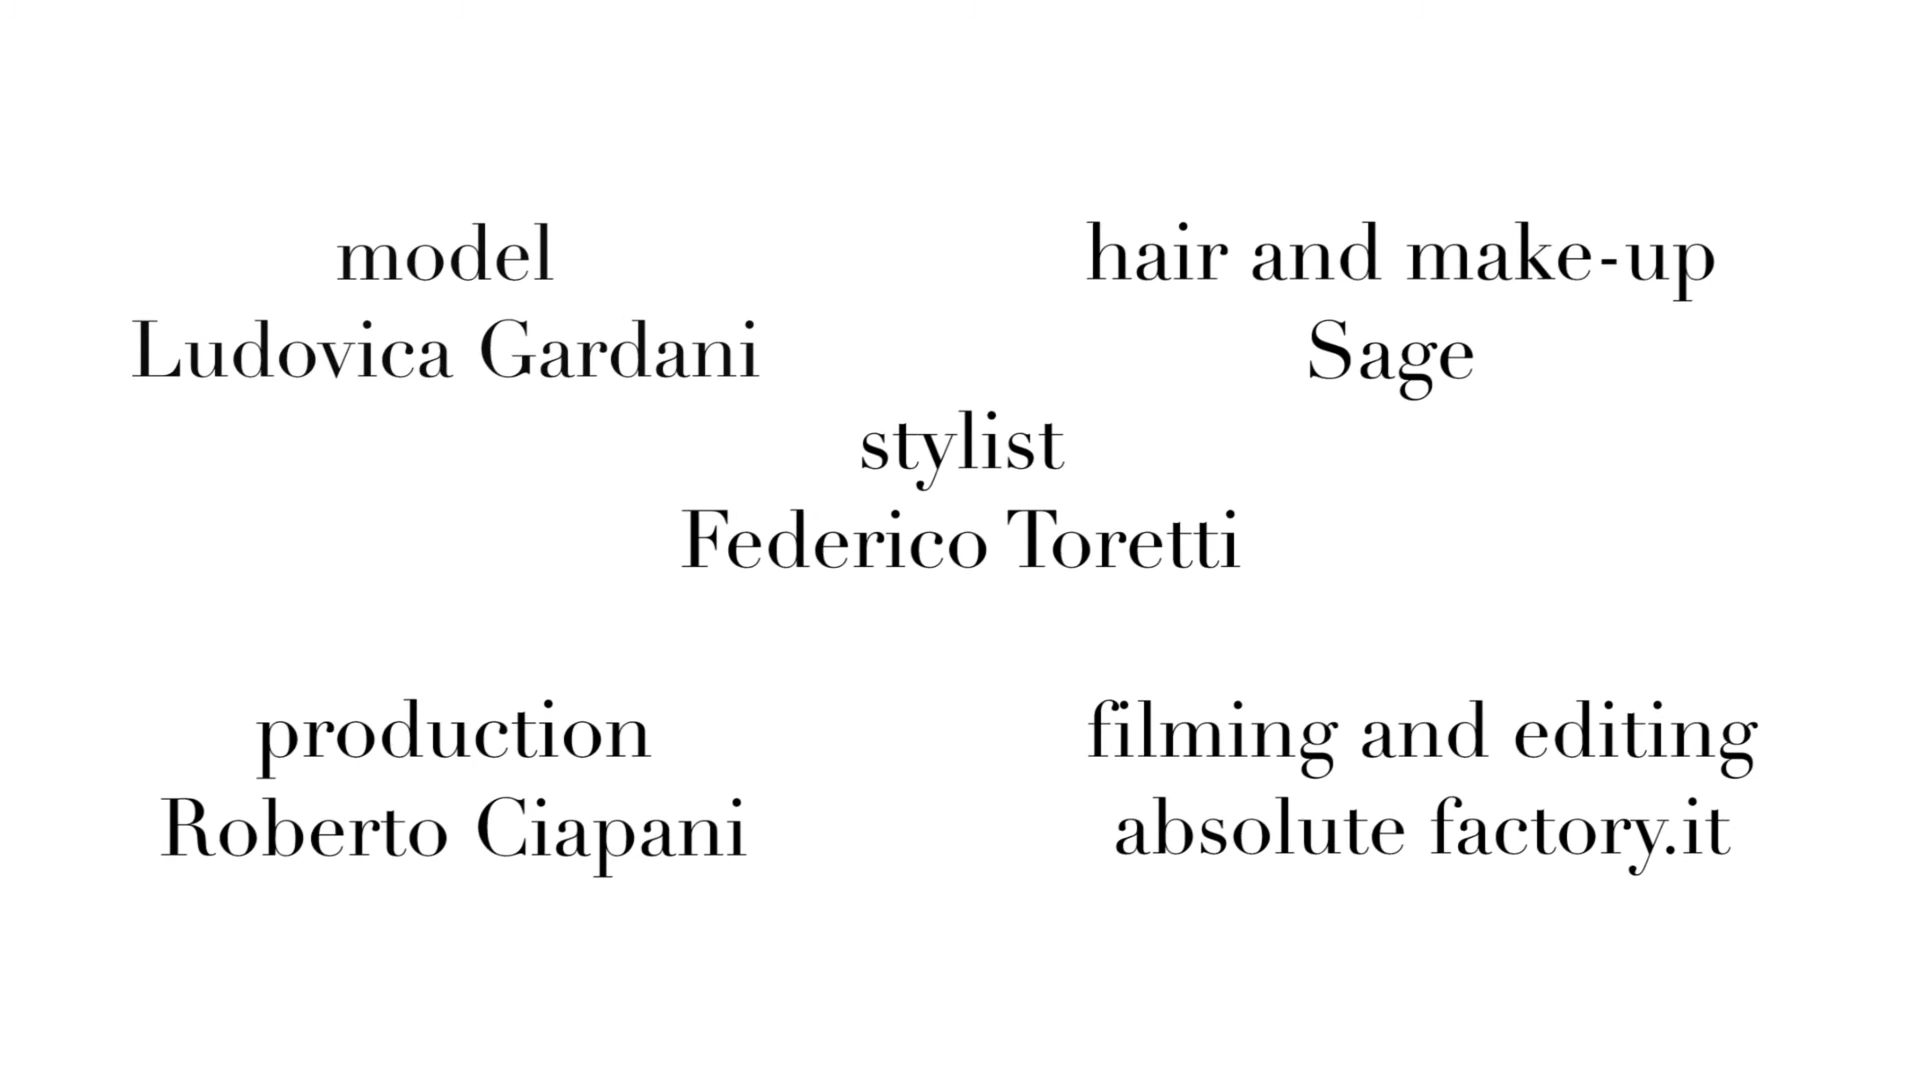 model
Ludovica Gardani
hair and make-up
Sage
stylist
Federico Toretti
production
Roberto Ciapani
filming and editing
absolute factory.it